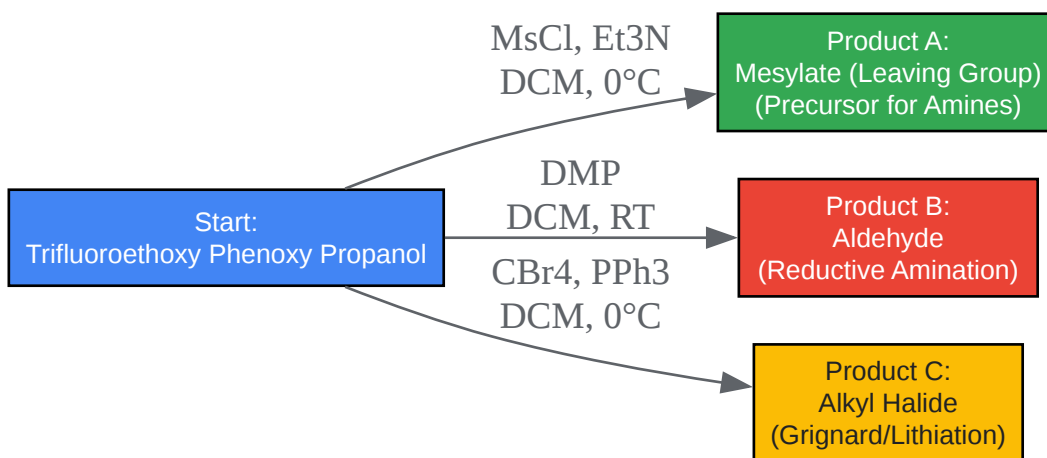 MsCl, Et3N
DCM, 0°C
Product A:
Mesylate (Leaving Group)
(Precursor for Amines)
Start:
Trifluoroethoxy Phenoxy Propanol
DMP
DCM, RT
Product B:
Aldehyde
(Reductive Amination)
CBr4, PPh3
DCM, 0°C
Product C:
Alkyl Halide
(Grignard/Lithiation)